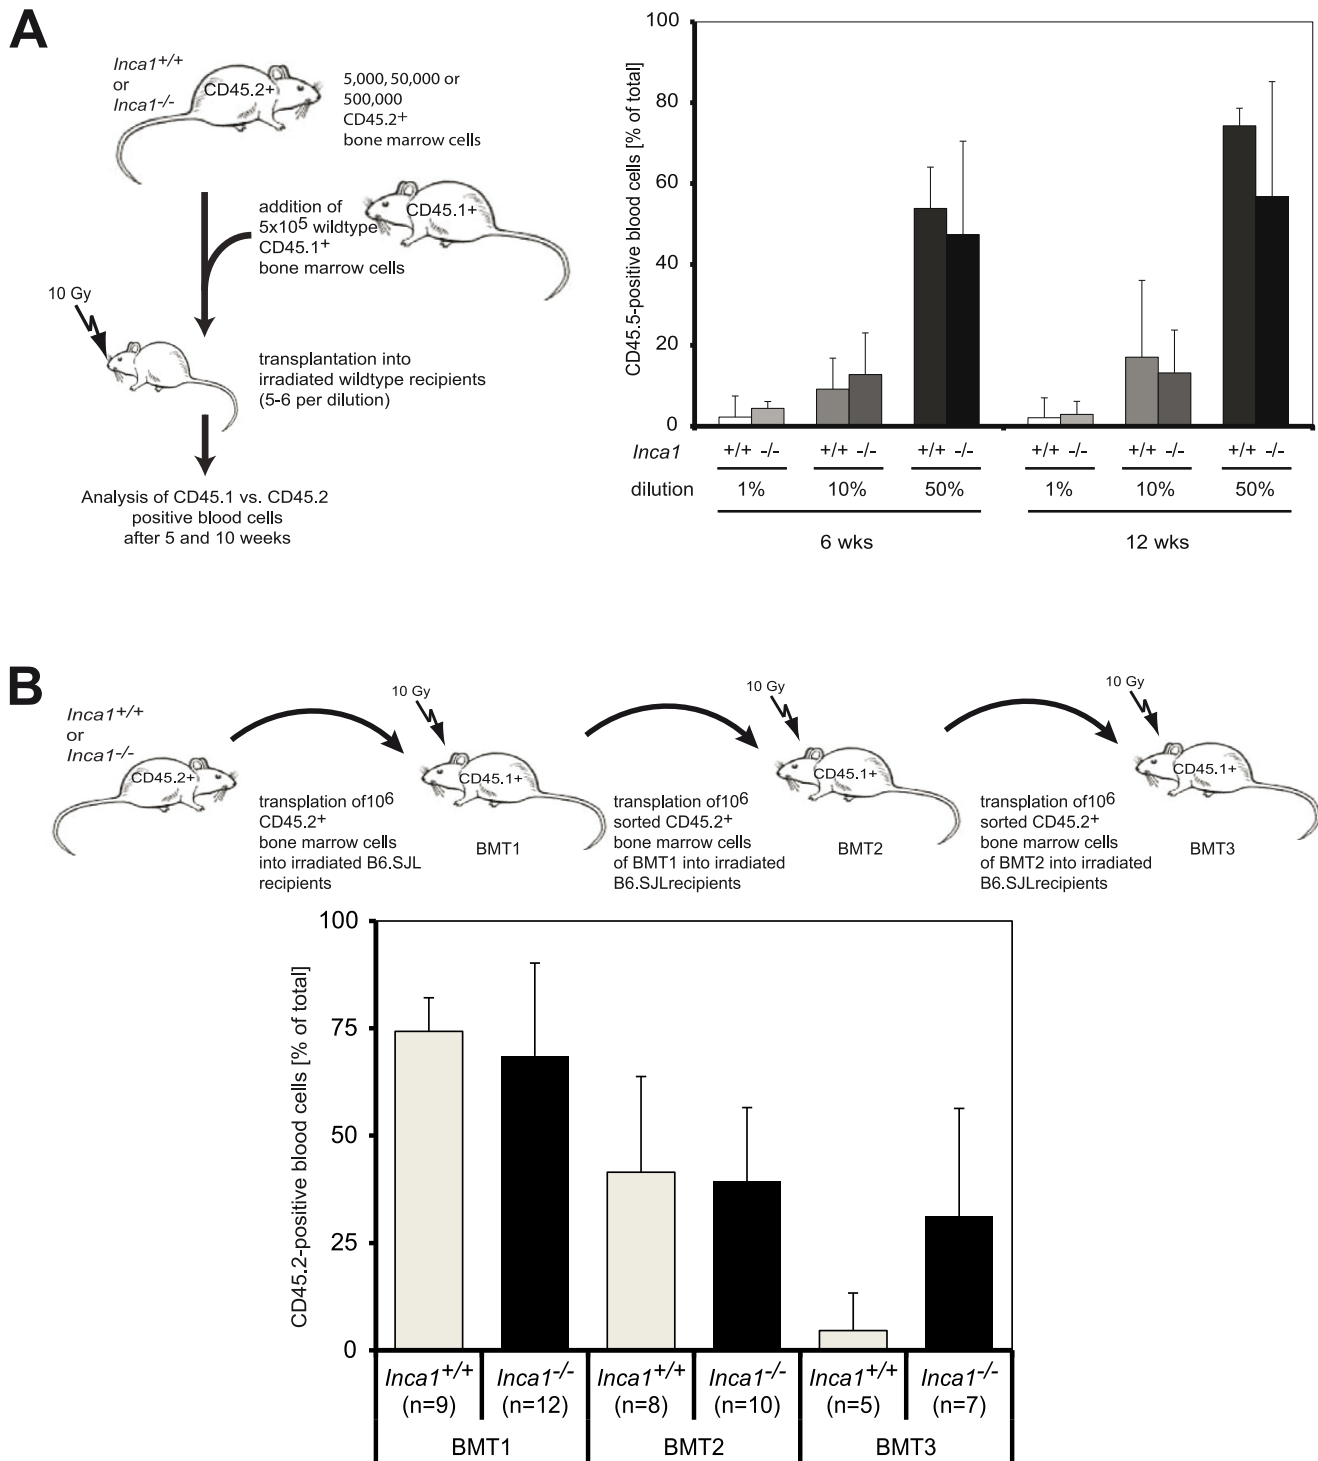 A
Inca1+/+
or
Inca1-/-
CD45.2+
5,000, 50,000 or
500,000
CD45.2+
bone marrow cells
addition of
5x105 wildtype
CD45.1+
bone marrow cells
CD45.1+
10 Gy
transplantation into
irradiated wildtype recipients
(5-6 per dilution)
Analysis of CD45.1 vs. CD45.2
positive blood cells
after 5 and 10 weeks
CD45.5-positive blood cells [% of total]
100
80
60
40
20
0
Inca1 +/+ -/- +/+ -/- +/+ -/- +/+ -/- +/+ -/- +/+ -/-
dilution 1% 10% 50% 1% 10% 50%
6 wks 12 wks
B
Inca1+/+
or
Inca1-/-
CD45.2+
transplation of106
CD45.2+
bone marrow cells
into irradiated B6.SJL
recipients
10 Gy
CD45.1+
BMT1
transplation of106
sorted CD45.2+
bone marrow cells
of BMT1 into irradiated
B6.SJLrecipients
10 Gy
CD45.1+
BMT2
transplation of106
sorted CD45.2+
bone marrow cells
of BMT2 into irradiated
B6.SJLrecipients
10 Gy
CD45.1+
BMT3
CD45.2-positive blood cells [% of total]
100
75
50
25
0
Inca1+/+ Inca1-/- Inca1+/+ Inca1-/- Inca1+/+ Inca1-/-
(n=9) (n=12) (n=8) (n=10) (n=5) (n=7)
BMT1 BMT2 BMT3